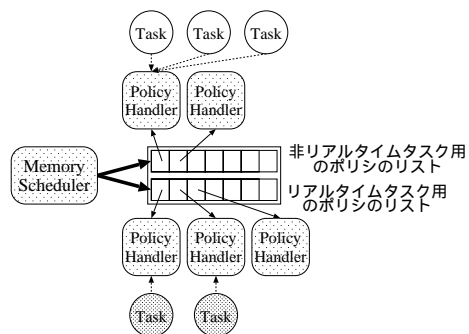 Task
Task
Task
Policy
Handler
Policy
Handler
Memory
Scheduler
非リアルタイムタスク用
のポリシのリスト
リアルタイムタスク用
のポリシのリスト
Policy
Handler
Policy
Handler
Policy
Handler
Task
Task